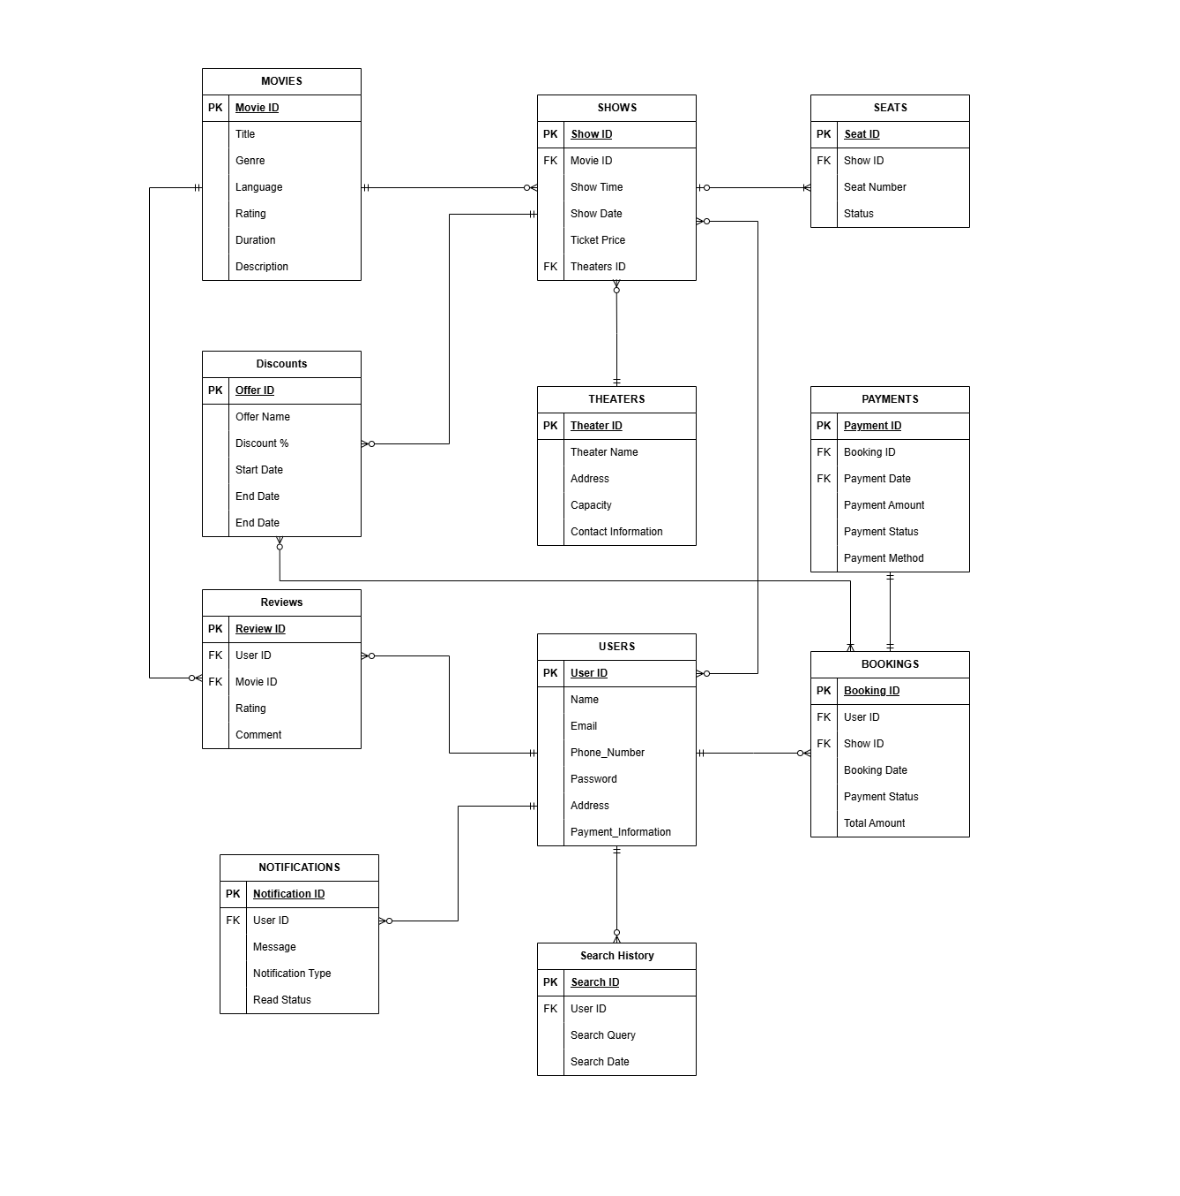 MOVIES
PK Movie ID
Title
Genre
Language
Rating
Duration
Description
SHOWS
PK Show ID
FK Movie ID
Show Time
Show Date
Ticket Price
FK Theaters ID
SEATS
PK Seat ID
FK Show ID
Seat Number
Status
Discounts
PK Offer ID
Offer Name
Discount %
Start Date
End Date
End Date
THEATERS
PK Theater ID
Theater Name
Address
Capacity
Contact Information
PAYMENTS
PK Payment ID
FK Booking ID
FK Payment Date
Payment Amount
Payment Status
Payment Method
Reviews
PK Review ID
FK User ID
FK Movie ID
Rating
Comment
USERS
PK User ID
Name
Email
Phone_Number
Password
Address
Payment_Information
BOOKINGS
PK Booking ID
FK User ID
FK Show ID
Booking Date
Payment Status
Total Amount
NOTIFICATIONS
PK Notification ID
FK User ID
Message
Notification Type
Read Status
Search History
PK Search ID
FK User ID
Search Query
Search Date